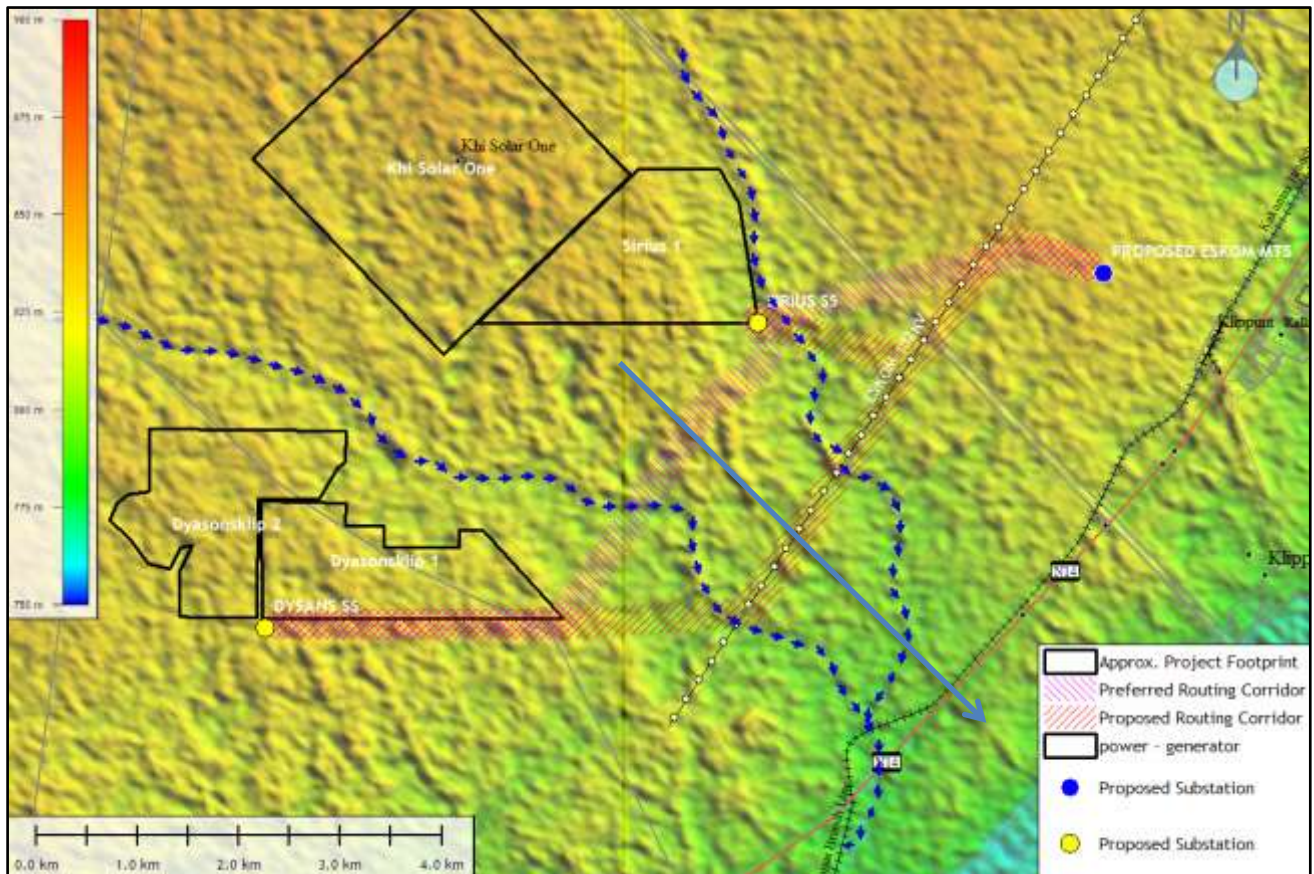 900 m
875 m
850 m
825 m
800 m
775 m
750 m
N
Khi Solar One
Khi Solar One
Sirius 1
SIRIUS SS
PROPOSED ESKOM MTS
Dyasonsklip 2
Dyasonsklip 1
DYSANS SS
N14
N14
0.0 km
1.0 km
2.0 km
3.0 km
4.0 km
Approx. Project Footprint
Preferred Routing Corridor
Proposed Routing Corridor
power - generator
Proposed Substation
Proposed Substation